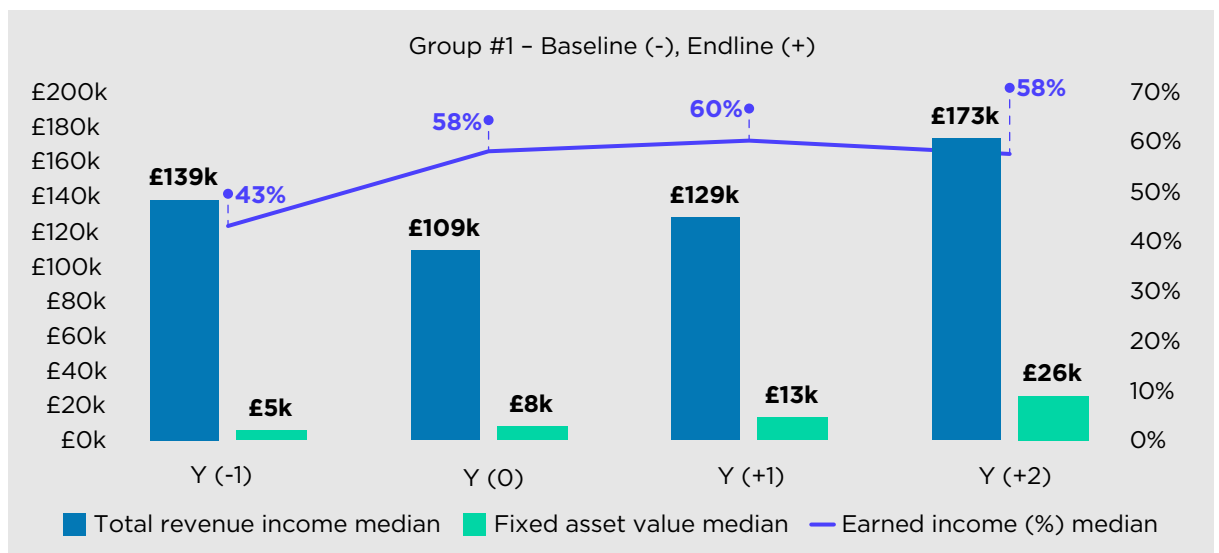 Group #1 – Baseline (-), Endline (+)
£200k
£180k
£160k
£140k
£120k
£100k
£80k
£60k
£40k
£20k
£0k
70%
60%
50%
40%
30%
20%
10%
0%
£139k
43%
£5k
58%
£109k
£8k
60%
£129k
£13k
58%
£173k
£26k
Y (-1)
Y (0)
Y (+1)
Y (+2)
Total revenue income median
Fixed asset value median
Earned income (%) median